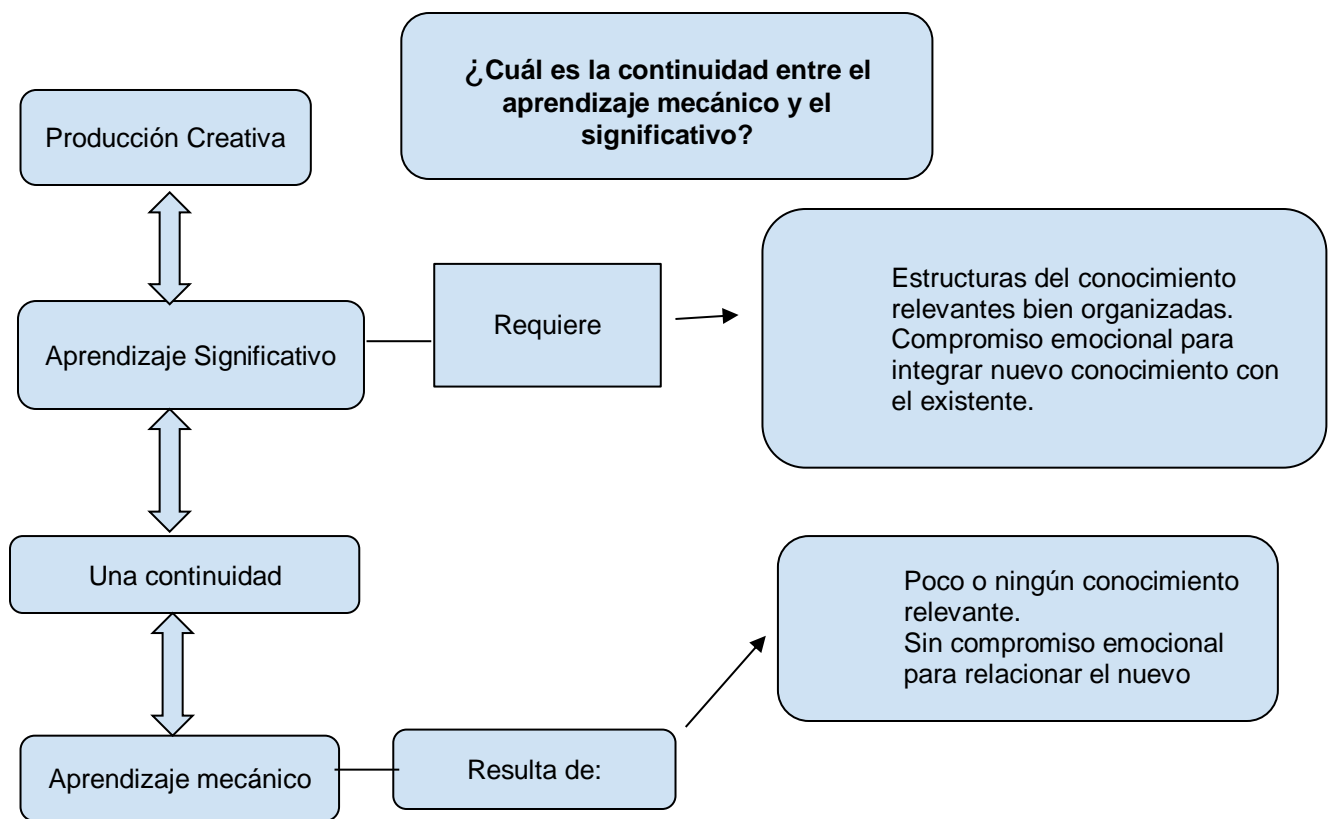 ¿Cuál es la continuidad entre el
aprendizaje mecánico y el
significativo?
Producción Creativa
Estructuras del conocimiento
relevantes bien organizadas.
Compromiso emocional para
integrar nuevo conocimiento con
el existente.
Requiere
Aprendizaje Significativo
Una continuidad
Poco o ningún conocimiento
relevante.
Sin compromiso emocional
para relacionar el nuevo
Aprendizaje mecánico
Resulta de: